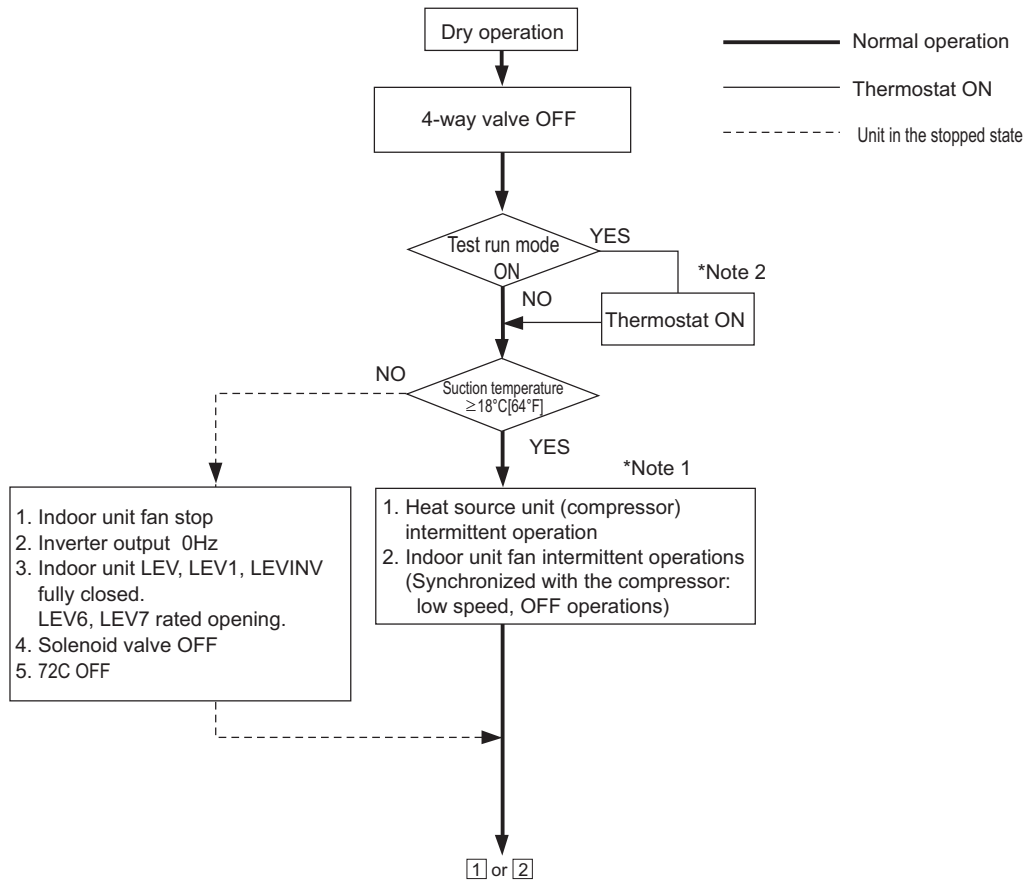 Dry operation
Normal operation
4-way valve OFF
Thermostat ON
Unit in the stopped state
Test run mode
ON
YES
*Note 2
NO
Thermostat ON
NO
Suction temperature
≥18°C[64°F]
YES
*Note 1
1. Indoor unit fan stop
2. Inverter output 0Hz
3. Indoor unit LEV, LEV1, LEVINV
fully closed.
LEV6, LEV7 rated opening.
4. Solenoid valve OFF
5. 72C OFF
1. Heat source unit (compressor)
intermittent operation
2. Indoor unit fan intermittent operations
(Synchronized with the compressor:
low speed, OFF operations)
1 or 2